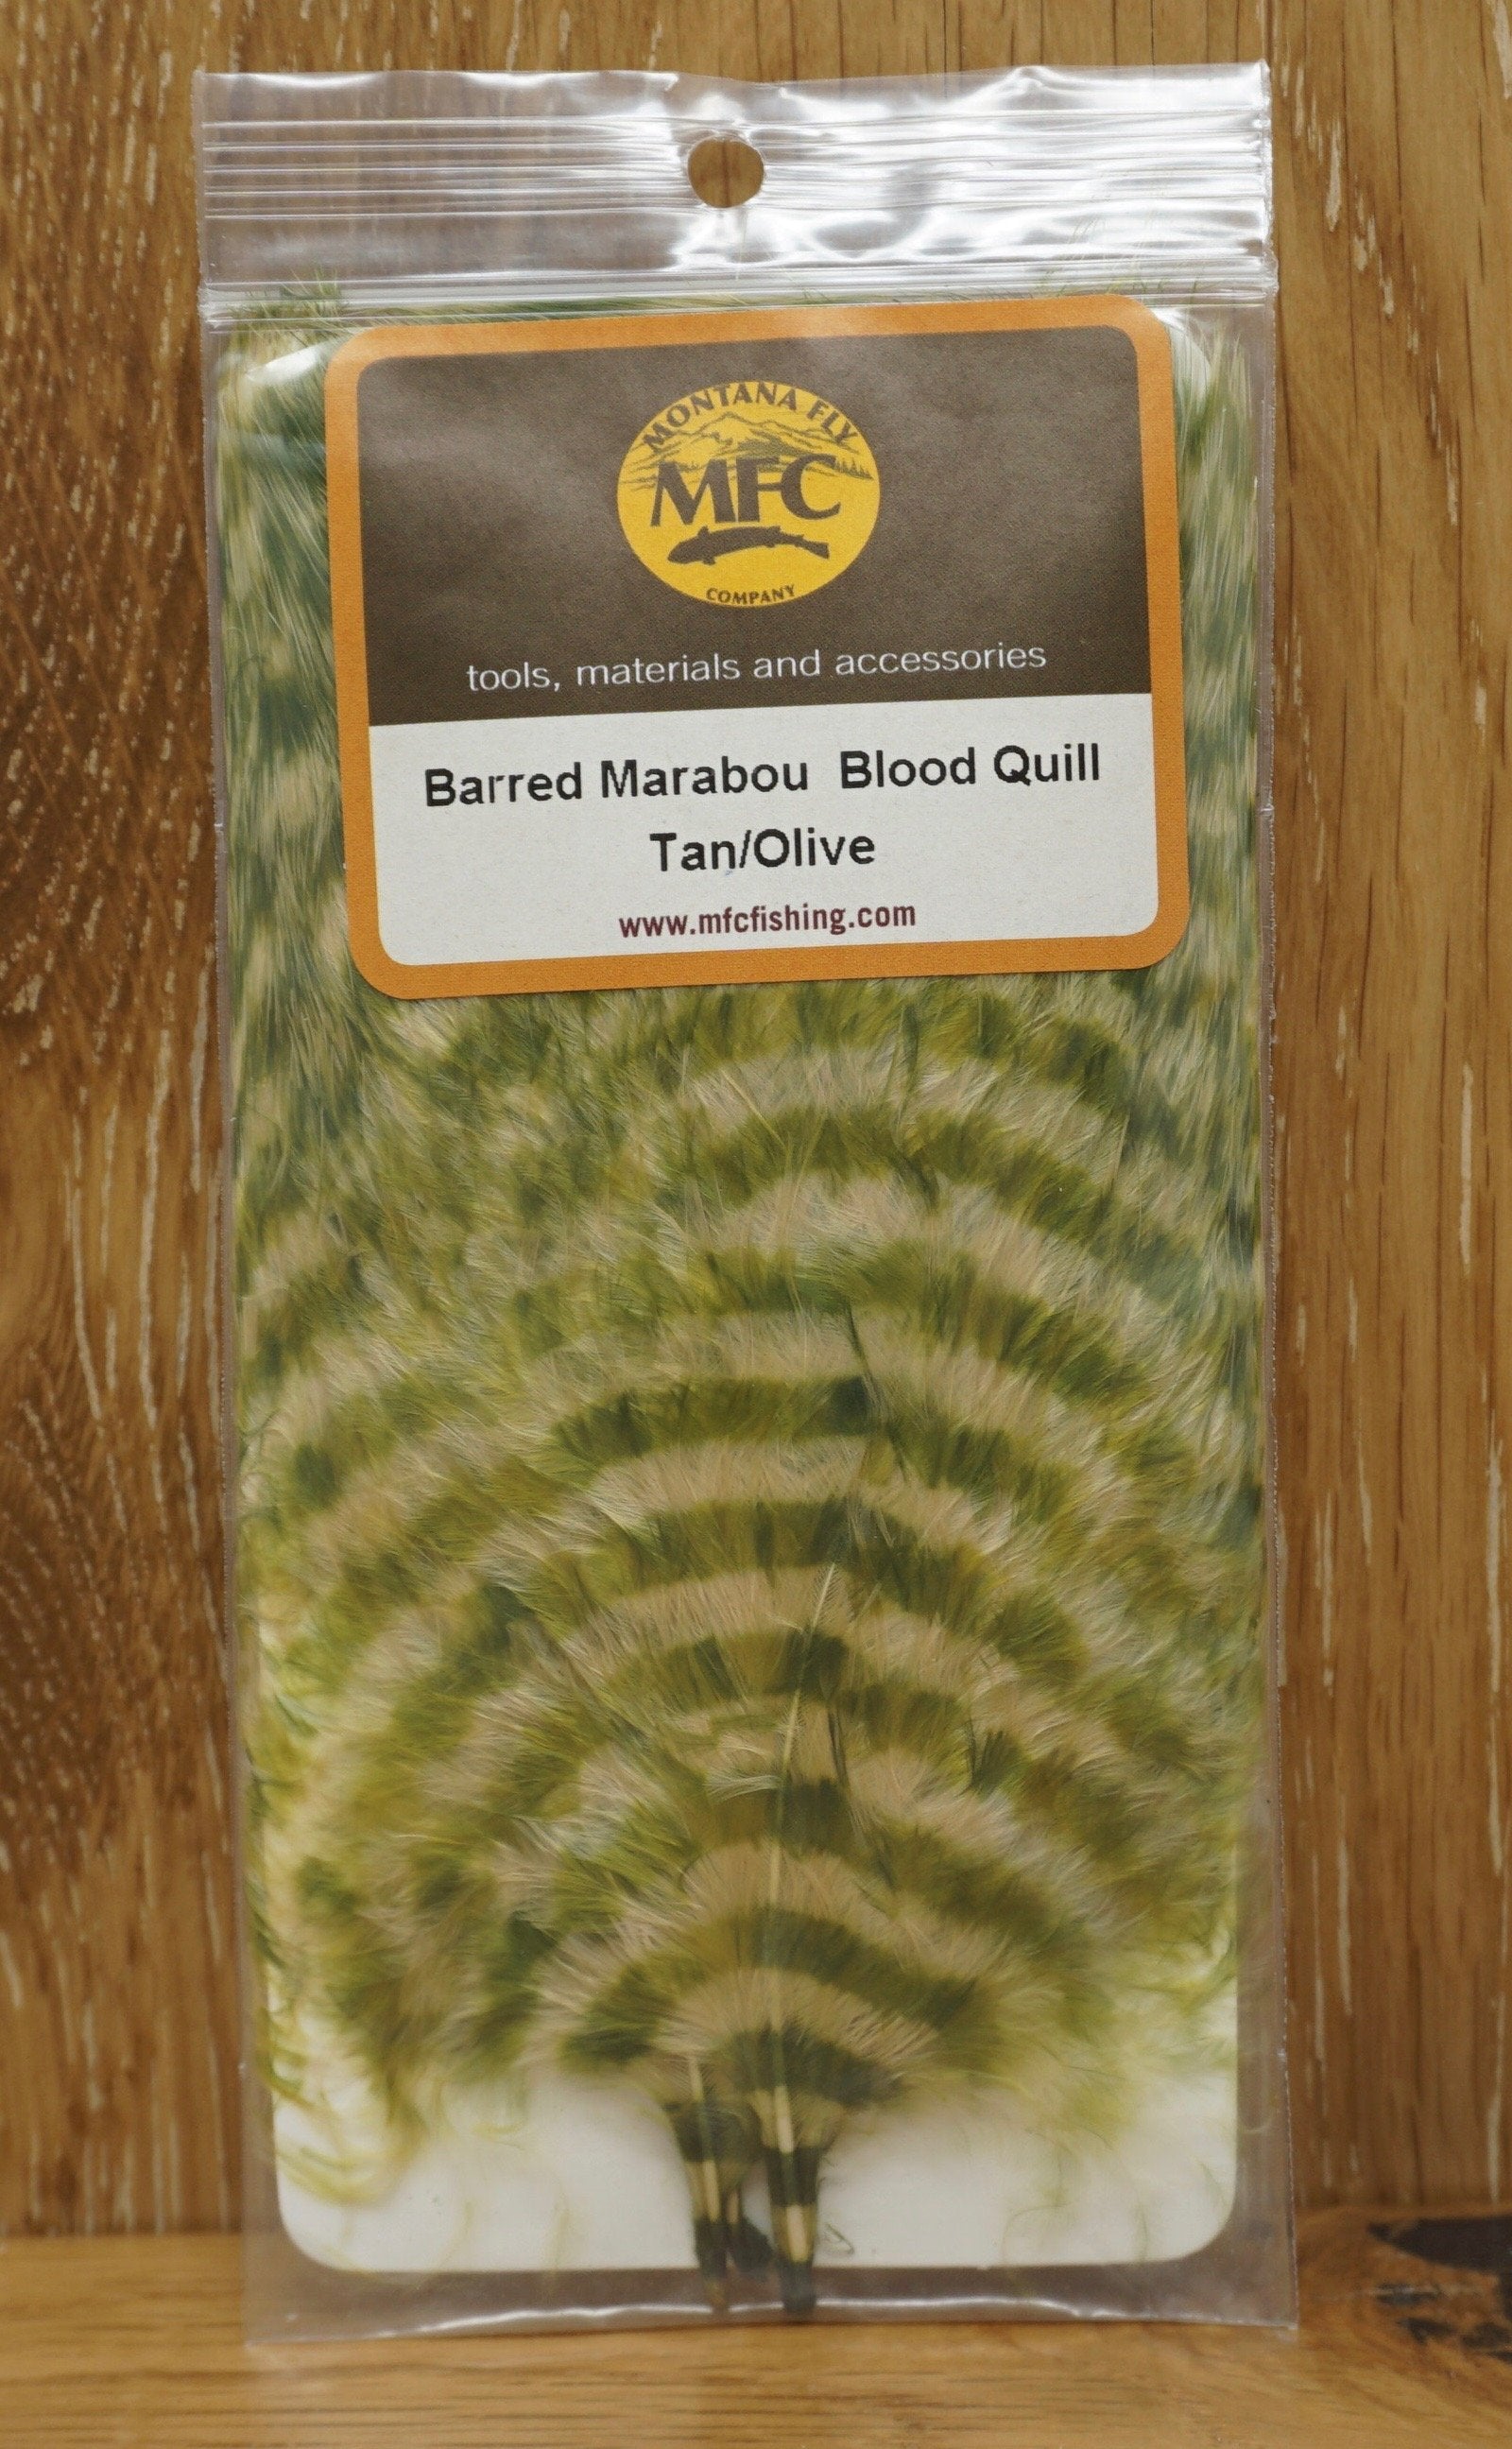 MONTANA FLY
MFC
COMPANY
tools, materials and accessories
Barred Marabou  Blood Quill
Tan/Olive
www.mfcfishing.com